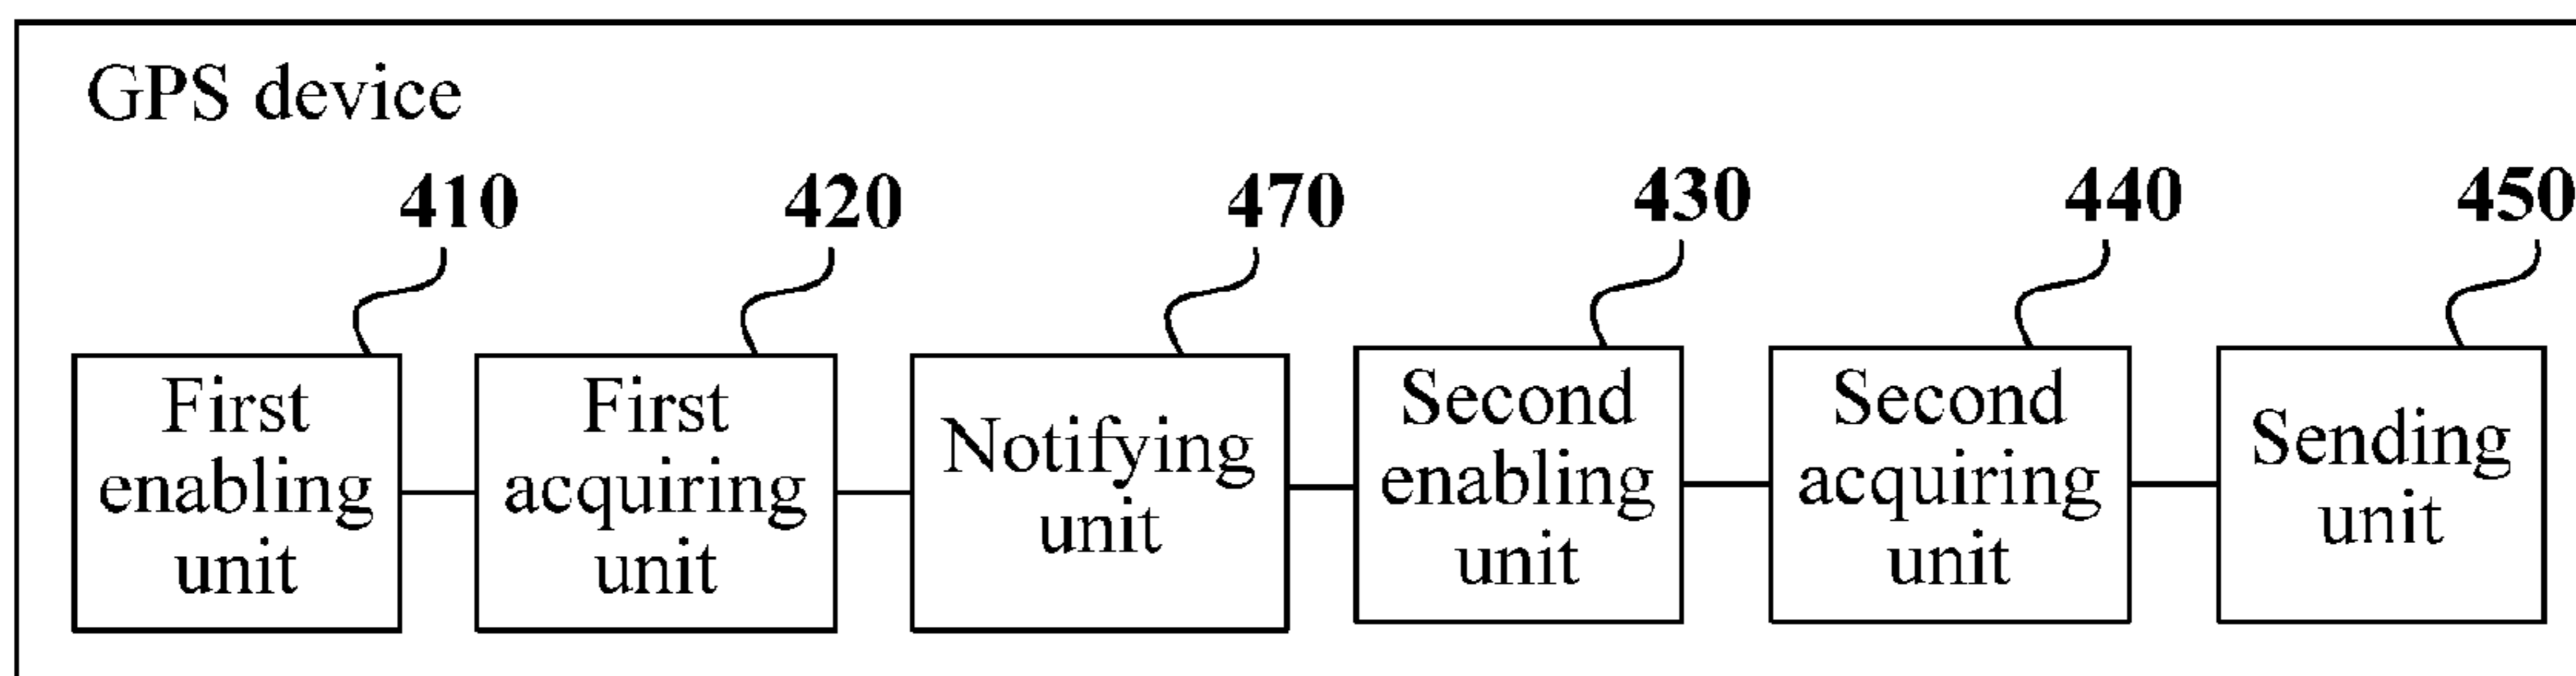 GPS device
410
420
470
430
440
450
First
enabling
unit
First
acquiring
unit
Notifying
unit
Second
enabling
unit
Second
acquiring
unit
Sending
unit